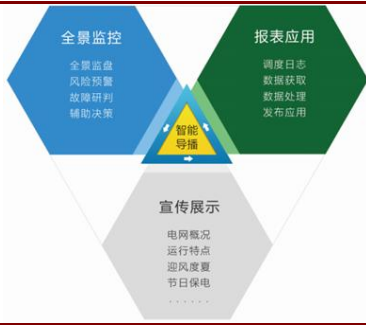 全景监控
全景监盘
风险预警
故障研判
辅助决策
报表应用
调度日志
数据获取
数据处理
发布应用
智能
导播
宣传展示
电网概况
运行特点
迎风度夏
节日保电
......